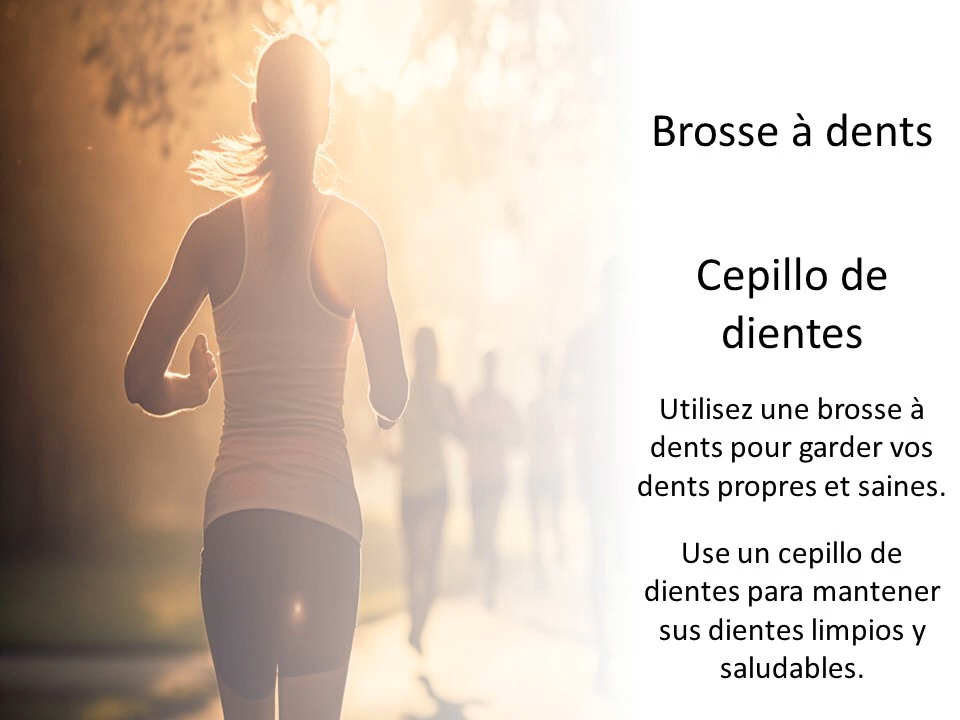 Brosse à dents
Cepillo de
dientes
Utilisez une brosse à
dents pour garder vos
dents propres et saines.
Use un cepillo de
dientes para mantener
sus dientes limpios y
saludables.